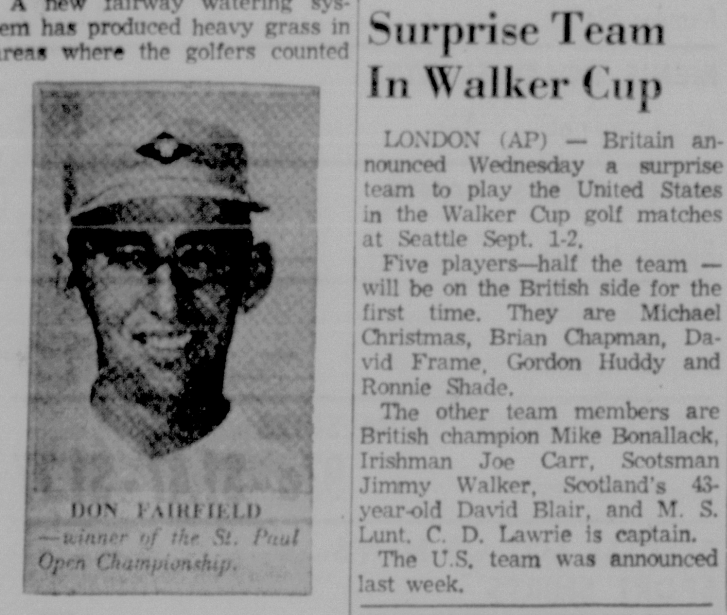 A new fairway watering sys-
em has produced heavy grass in
areas where the golfers counted
DON FAIRFIELD
—winner of the St. Paul
Open Championship.
Surprise Team
In Walker Cup
LONDON (AP) — Britain an-
nounced Wednesday a surprise
team to play the United States
in the Walker Cup golf matches
at Seattle Sept. 1-2.
Five players—half the team —
will be on the British side for the
first time. They are Michael
Christmas, Brian Chapman, Da-
vid Frame, Gordon Huddy and
Ronnie Shade.
The other team members are
British champion Mike Bonallack,
Irishman Joe Carr, Scotsman
Jimmy Walker, Scotland's 43-
year-old David Blair, and M. S.
Lunt. C. D. Lawrie is captain.
The U.S. team was announced
last week.